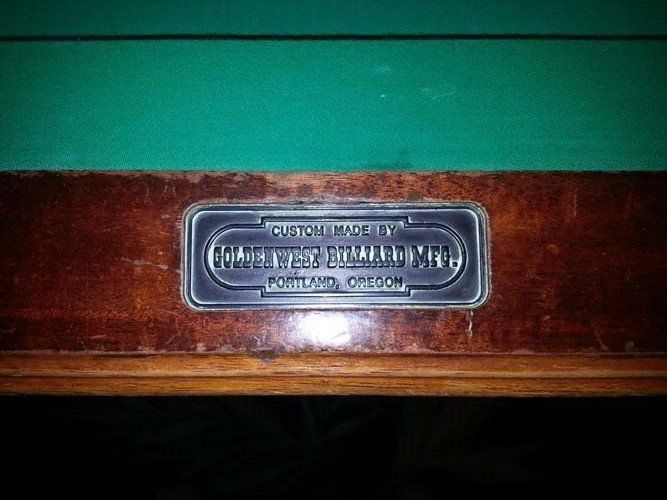 CUSTOM MADE BY
GOLDENWEST BILLIARD MFG.
PORTLAND, OREGON